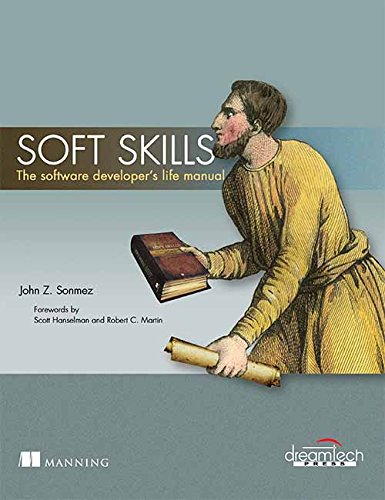 SOFT SKILLS
The software developer's life manual
John Z. Sonmez
Forewords by
Scott Hanselman and Robert C. Martin
MANNING
dreamtech
PRESS